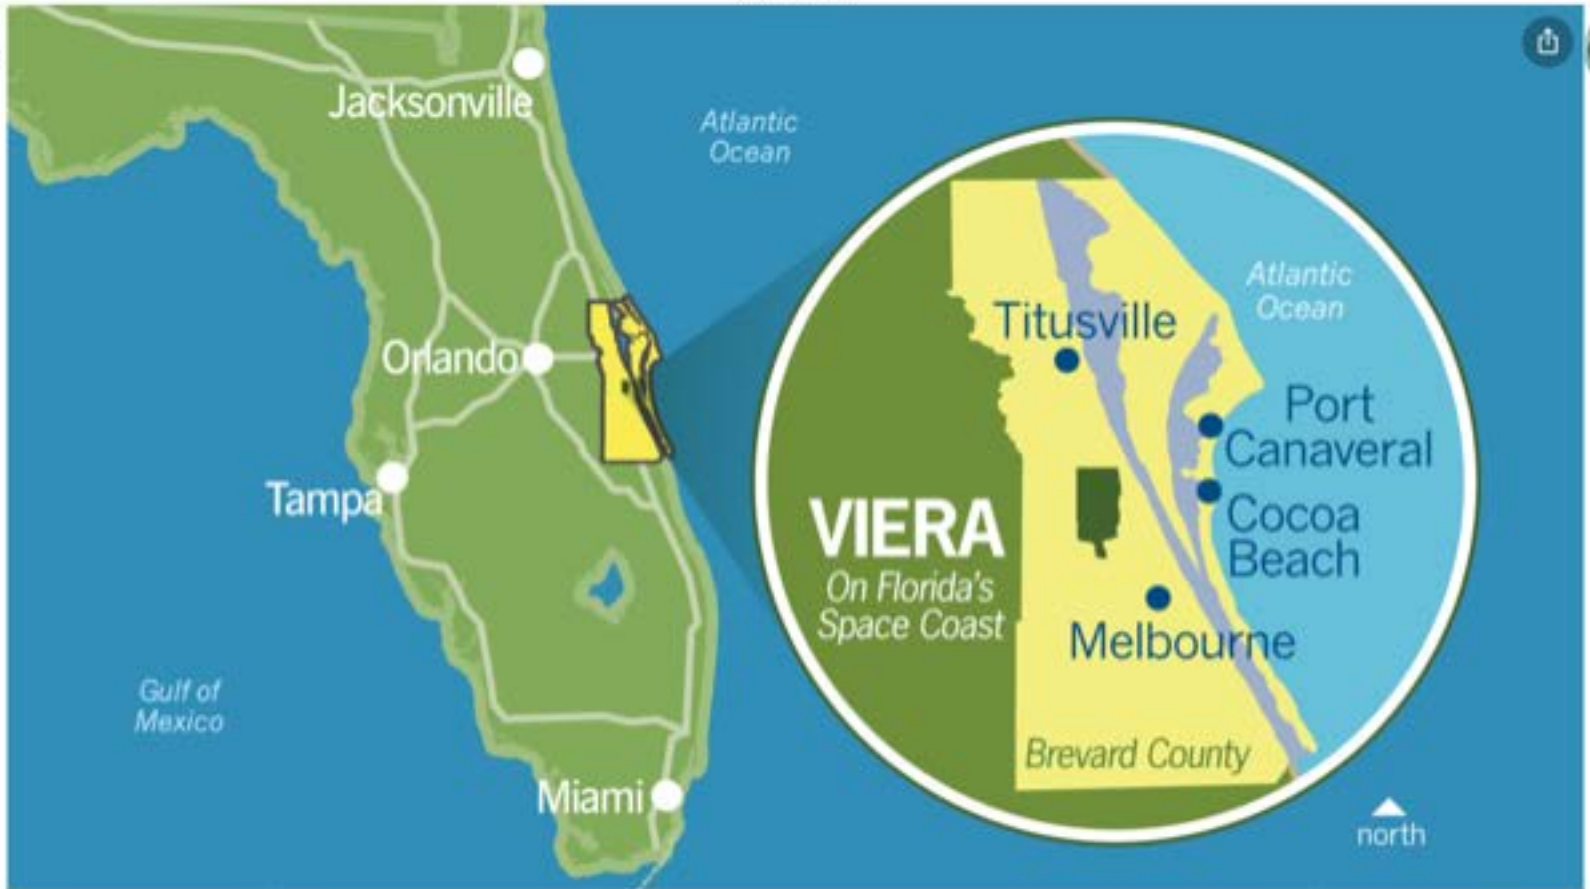 Jacksonville
Atlantic
Ocean
Orlando
Tampa
Gulf of
Mexico
Miami
Atlantic
Ocean
Titusville
Port
Canaveral
Cocoa
Beach
VIERA
On Florida's
Space Coast
Melbourne
Brevard County
north